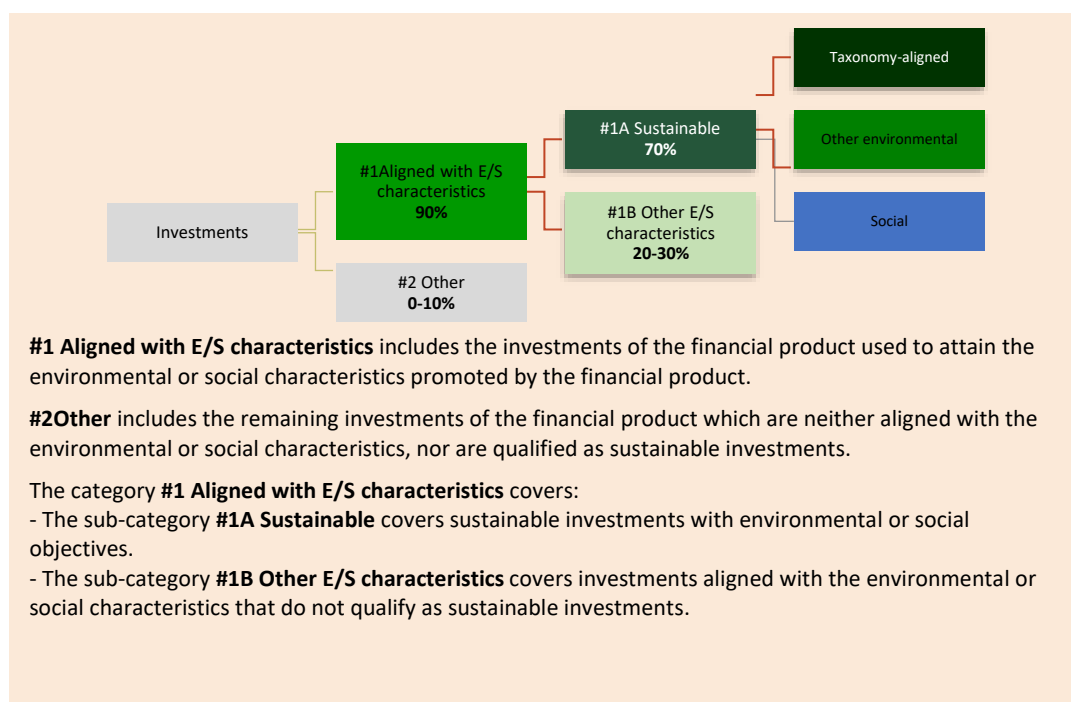 Taxonomy-aligned
#1A Sustainable
70%
Other environmental
#1Aligned with E/S
characteristics
90%
#1B Other E/S
characteristics
20-30%
Social
Investments
#2 Other
0-10%
#1 Aligned with E/S characteristics includes the investments of the financial product used to attain the
environmental or social characteristics promoted by the financial product.
#2Other includes the remaining investments of the financial product which are neither aligned with the
environmental or social characteristics, nor are qualified as sustainable investments.
The category #1 Aligned with E/S characteristics covers:
- The sub-category #1A Sustainable covers sustainable investments with environmental or social
objectives.
- The sub-category #1B Other E/S characteristics covers investments aligned with the environmental or
social characteristics that do not qualify as sustainable investments.